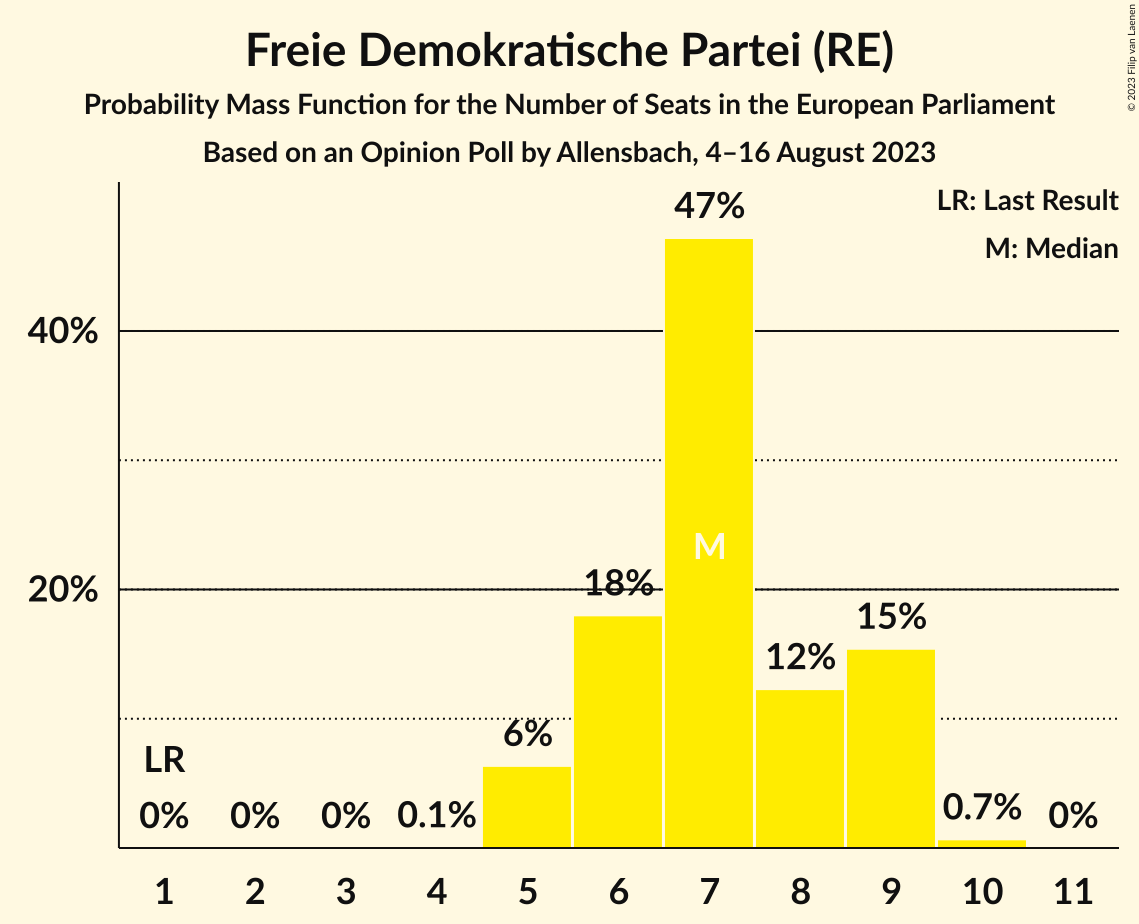 Freie Demokratische Partei (RE)
Probability Mass Function for the Number of Seats in the European Parliament
Based on an Opinion Poll by Allensbach, 4–16 August 2023
© 2023 Filip van Laenen
LR: Last Result
M: Median
47%
40%
M
18%
20%
15%
12%
6%
LR
0% 0% 0% 0.1% 0.7% 0%
1 2 3 4 5 6 7 8 9 10 11